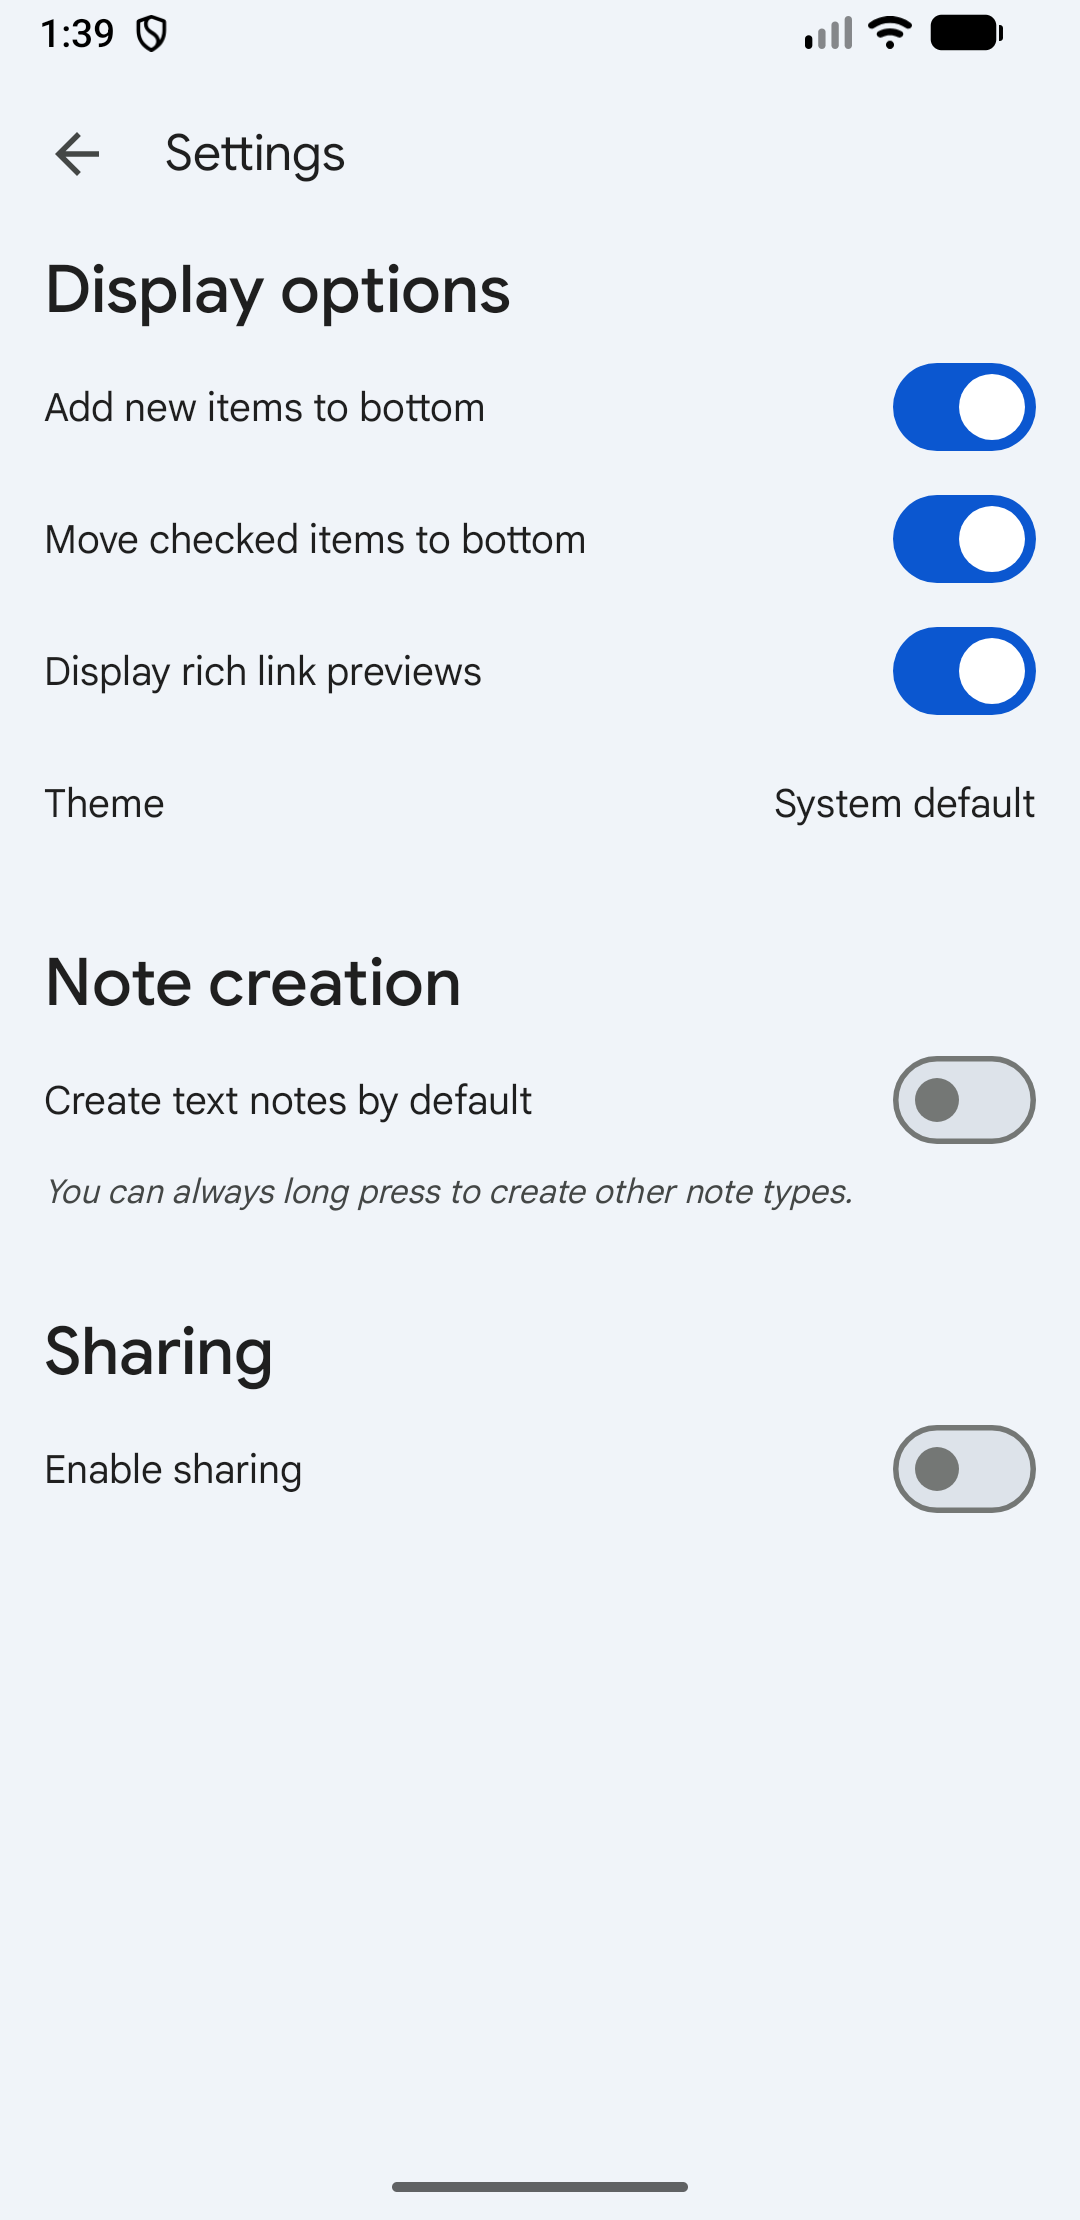 1:39
Settings
Display options
Add new items to bottom
Move checked items to bottom
Display rich link previews
Theme
System default
Note creation
Create text notes by default
You can always long press to create other note types.
Sharing
Enable sharing